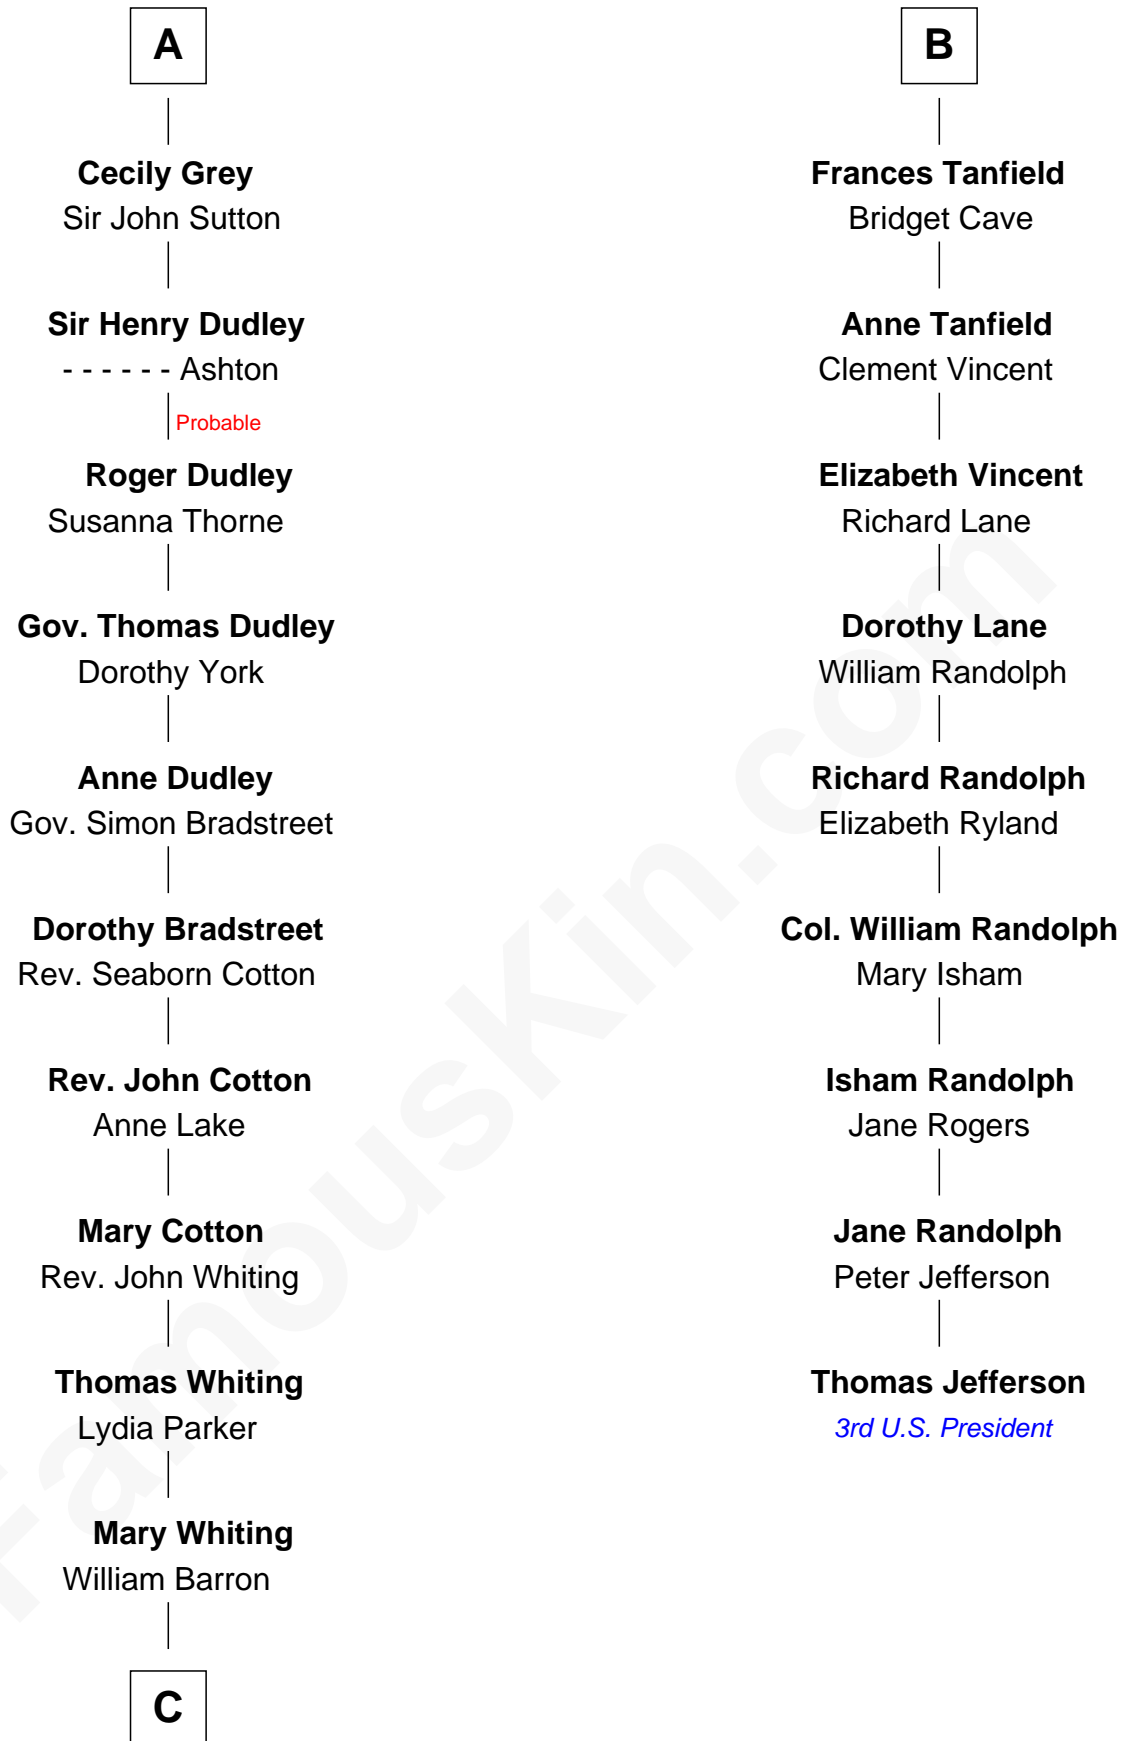 A
Cecily Grey
Sir John Sutton
Sir Henry Dudley
- - - - - - Ashton
Probable
Roger Dudley
Susanna Thorne
Gov. Thomas Dudley
Dorothy York
Anne Dudley
Gov. Simon Bradstreet
Dorothy Bradstreet
Rev. Seaborn Cotton
Rev. John Cotton
Anne Lake
Mary Cotton
Rev. John Whiting
Thomas Whiting
Lydia Parker
Mary Whiting
William Barron
C
B
Frances Tanfield
Bridget Cave
Anne Tanfield
Clement Vincent
Elizabeth Vincent
Richard Lane
Dorothy Lane
William Randolph
Richard Randolph
Elizabeth Ryland
Col. William Randolph
Mary Isham
Isham Randolph
Jane Rogers
Jane Randolph
Peter Jefferson
Thomas Jefferson
3rd U.S. President
FamousKin.com